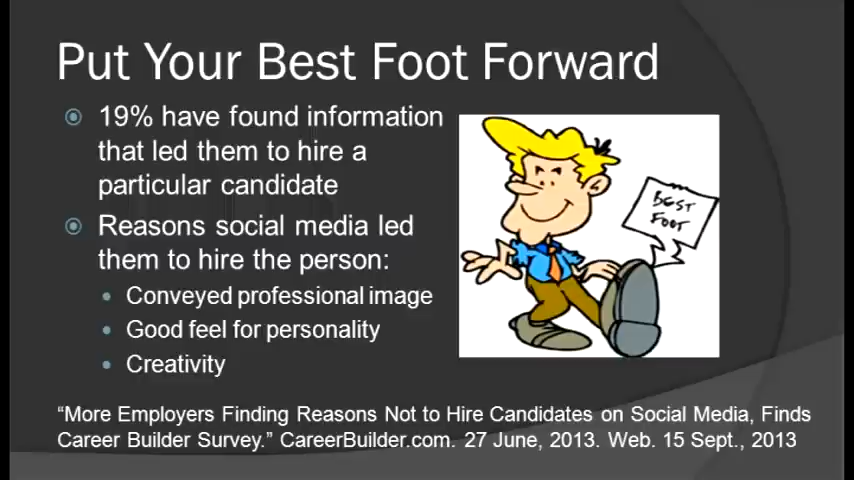 Put Your Best Foot Forward
19% have found information
that led them to hire a
particular candidate
Reasons social media led
them to hire the person:
Conveyed professional image
Good feel for personality
Creativity
BEST
FOOT
“More Employers Finding Reasons Not to Hire Candidates on Social Media, Finds
Career Builder Survey.” CareerBuilder.com. 27 June, 2013. Web. 15 Sept., 2013